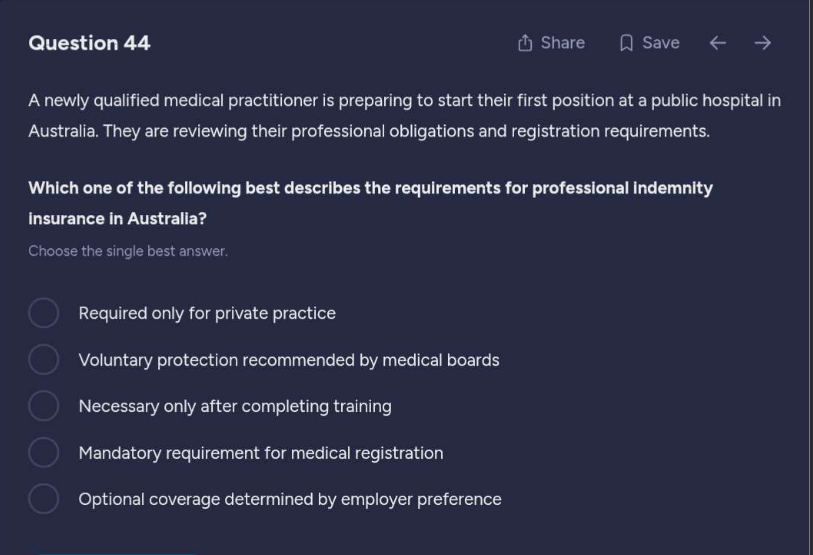 Question 44
Share
Save
A newly qualified medical practitioner is preparing to start their first position at a public hospital in
Australia. They are reviewing their professional obligations and registration requirements.
Which one of the following best describes the requirements for professional indemnity
insurance in Australia?
Choose the single best answer.
Required only for private practice
Voluntary protection recommended by medical boards
Necessary only after completing training
Mandatory requirement for medical registration
Optional coverage determined by employer preference